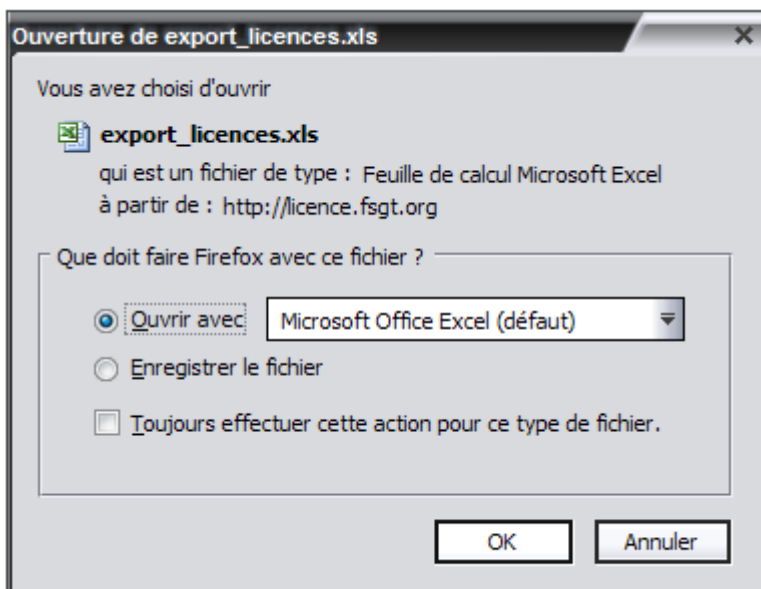 Ouverture de export_licences.xls
Vous avez choisi d'ouvrir
export_licences.xls
qui est un fichier de type : Feuille de calcul Microsoft Excel
à partir de : http://licence.fsgt.org
Que doit faire Firefox avec ce fichier ?
Ouvrir avec Microsoft Office Excel (défaut)
Enregistrer le fichier
Toujours effectuer cette action pour ce type de fichier.
OK Annuler